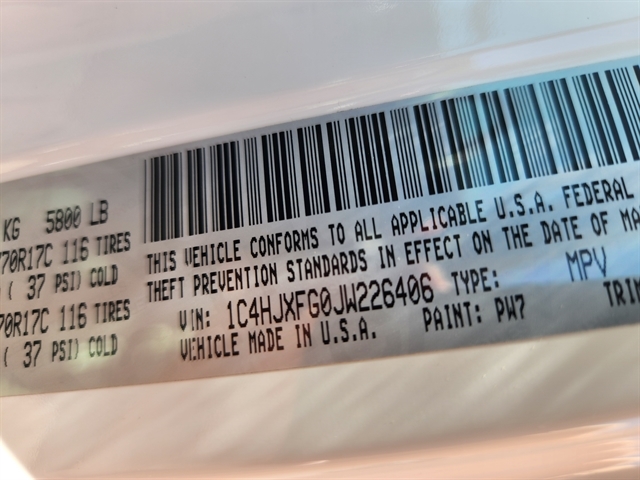 KG 5800 LB
70R17C 116 TIRES
( 37 PSI) COLD
70R17C 116 TIRES
( 37 PSI) COLD
THIS VEHICLE CONFORMS TO ALL APPLICABLE U.S.A. FEDERAL
THEFT PREVENTION STANDARDS IN EFFECT ON THE DATE OF MA
VIN: 1C4HJXFG0JW226406 TYPE: MPV
VEHICLE MADE IN U.S.A. PAINT: PW7 TRIM